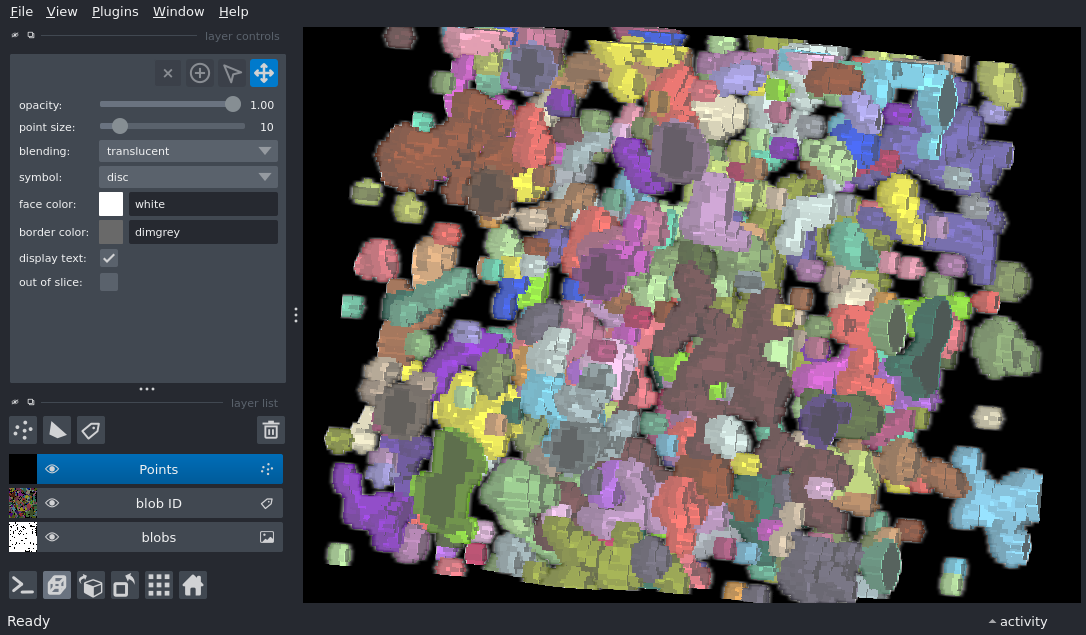 File View Plugins Window Help
layer controls
opacity: 1.00
point size: 10
blending: translucent
symbol: disc
face color: white
border color: dimgrey
display text:
out of slice:
layer list
Points
blob ID
blobs
Ready
activity